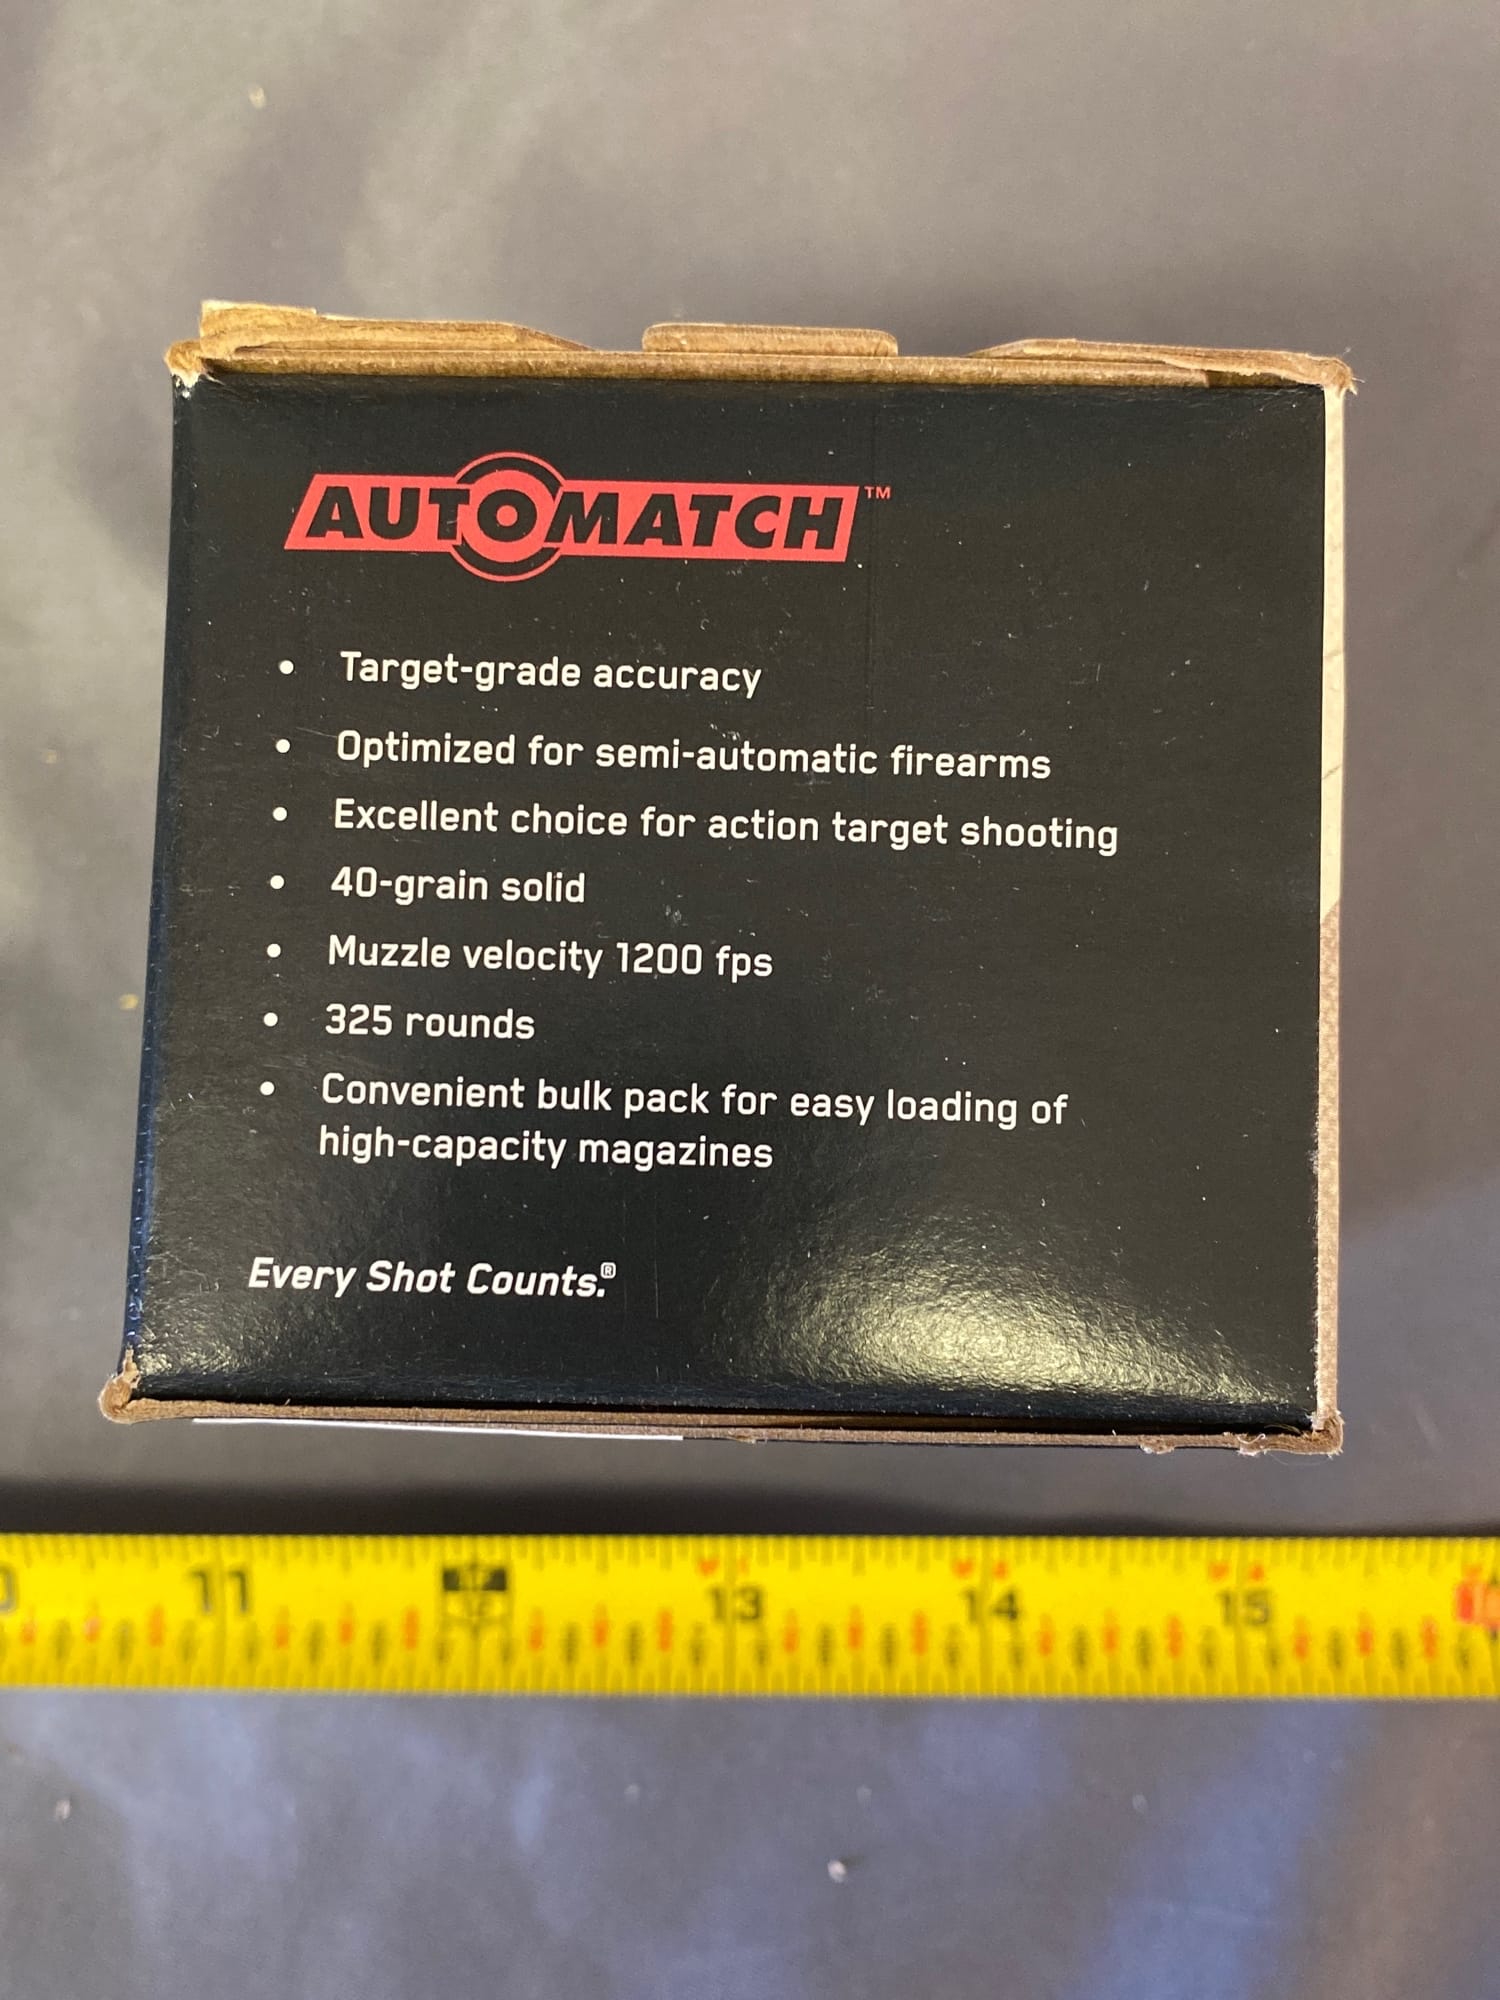 AUTOMATCH™
• Target-grade accuracy
• Optimized for semi-automatic firearms
• Excellent choice for action target shooting
• 40-grain solid
• Muzzle velocity 1200 fps
• 325 rounds
• Convenient bulk pack for easy loading of
high-capacity magazines
Every Shot Counts.®
11 12 13 14 15